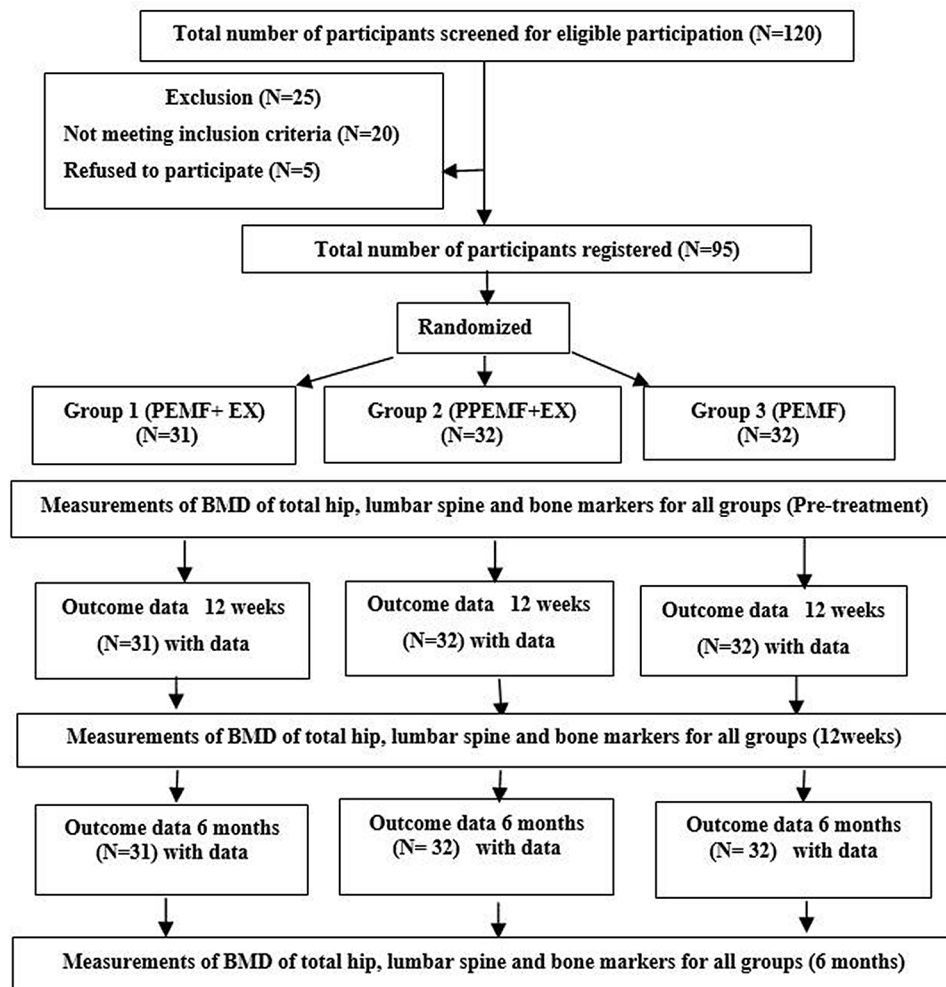 Total number of participants screened for eligible participation (N=120)
Exclusion (N=25)
Not meeting inclusion criteria (N=20)
Refused to participate (N=5)
Total number of participants registered (N=95)
Randomized
Group 1 (PEMF+ EX)
(N=31)
Group 2 (PPEMF+EX)
(N=32)
Group 3 (PEMF)
(N=32)
Measurements of BMD of total hip, lumbar spine and bone markers for all groups (Pre-treatment)
Outcome data 12 weeks
(N=31) with data
Outcome data 12 weeks
(N=32) with data
Outcome data 12 weeks
(N=32) with data
Measurements of BMD of total hip, lumbar spine and bone markers for all groups (12weeks)
Outcome data 6 months
(N=31) with data
Outcome data 6 months
(N= 32) with data
Outcome data 6 months
(N= 32) with data
Measurements of BMD of total hip, lumbar spine and bone markers for all groups (6 months)